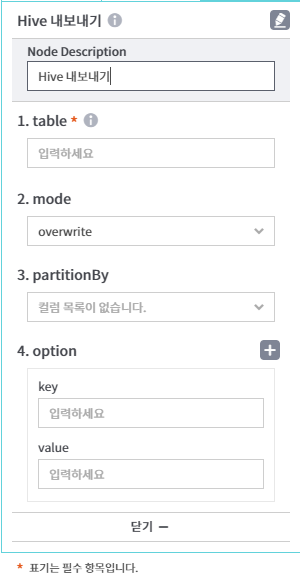 Hive 내보내기
Node Description
Hive 내보내기
1. table *
입력하세요
2. mode
overwrite
3. partitionBy
컬럼 목록이 없습니다.
4. option
key
입력하세요
value
입력하세요
닫기
* 표기는 필수 항목입니다.